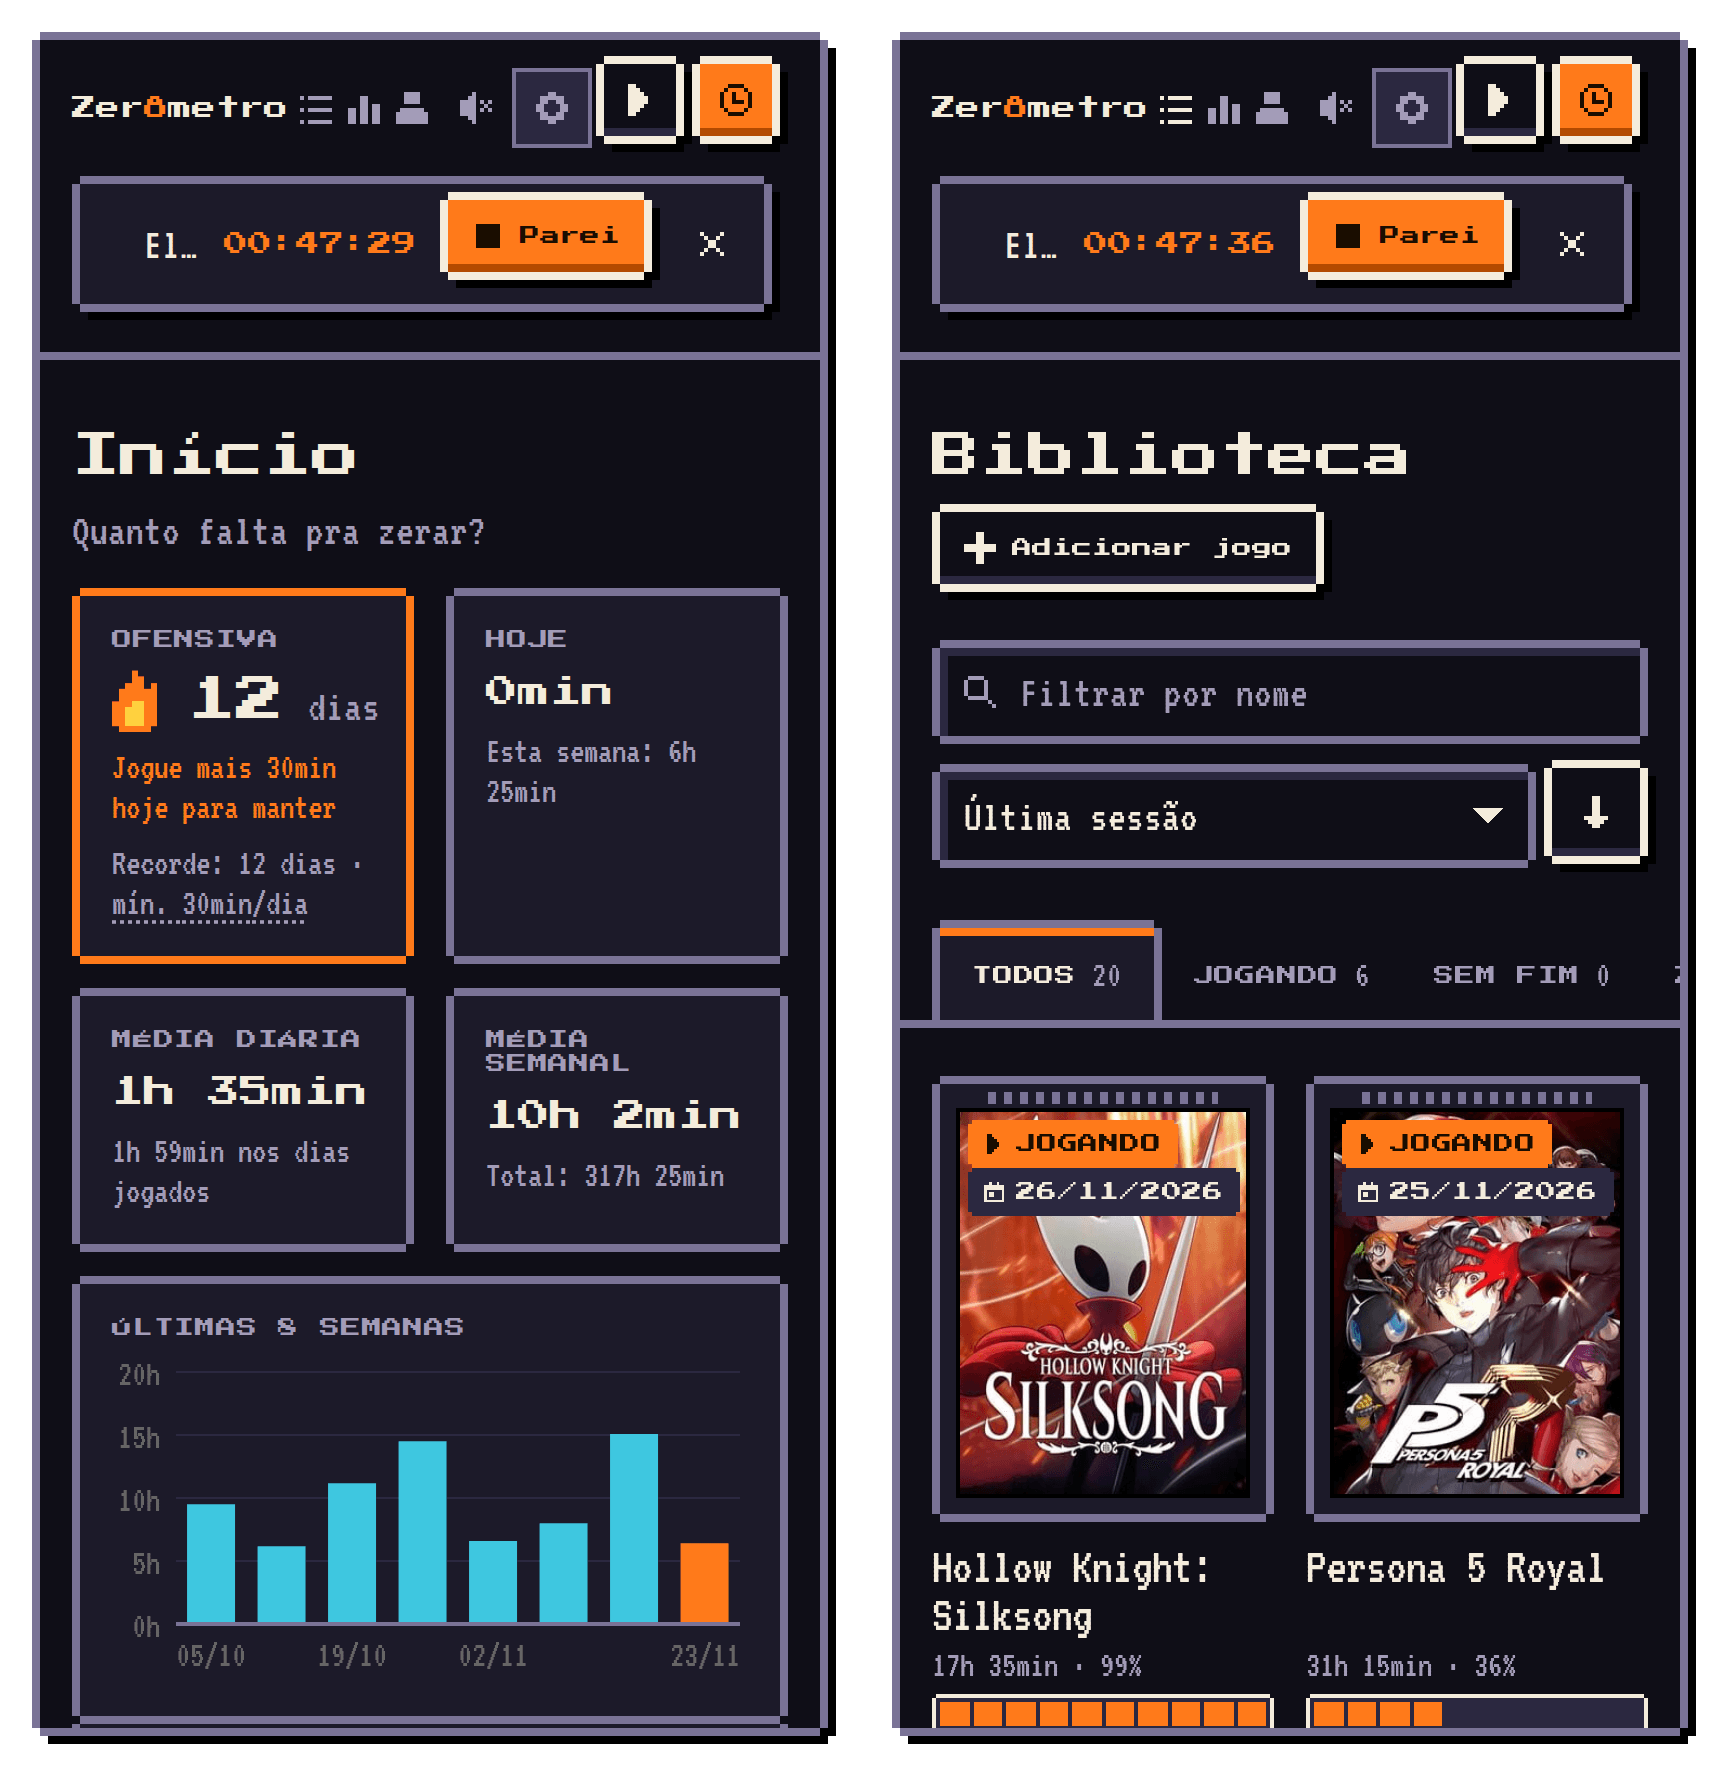 Zerômetro
El… 00:47:29 Parei
Início
Quanto falta pra zerar?
OFENSIVA
12 dias
Jogue mais 30min
hoje para manter
Recorde: 12 dias ·
mín. 30min/dia
HOJE
0min
Esta semana: 6h
25min
MéDIA DIáRIA
1h 35min
1h 59min nos dias
jogados
MéDIA
SEMANAL
10h 2min
Total: 317h 25min
úLTIMAS 8 SEMANAS
20h
15h
10h
5h
0h
05/10 19/10 02/11 23/11
Zerômetro
El… 00:47:36 Parei
Biblioteca
Adicionar jogo
Filtrar por nome
Última sessão
TODOS 20 JOGANDO 6 SEM FIM 0
JOGANDO
26/11/2026
HOLLOW KNIGHT
SILKSONG
Hollow Knight:
Silksong
17h 35min · 99%
JOGANDO
25/11/2026
P5R
PERSONA5
ROYAL
Persona 5 Royal
31h 15min · 36%